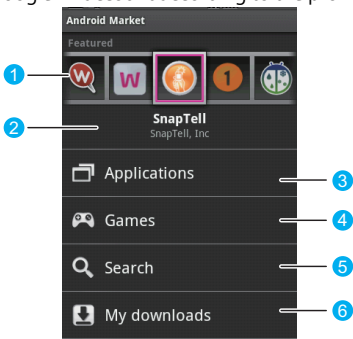 Android Market
Featured
1
W
W
1
2
SnapTell
SnapTell, Inc
Applications
3
Games
4
Search
5
My downloads
6